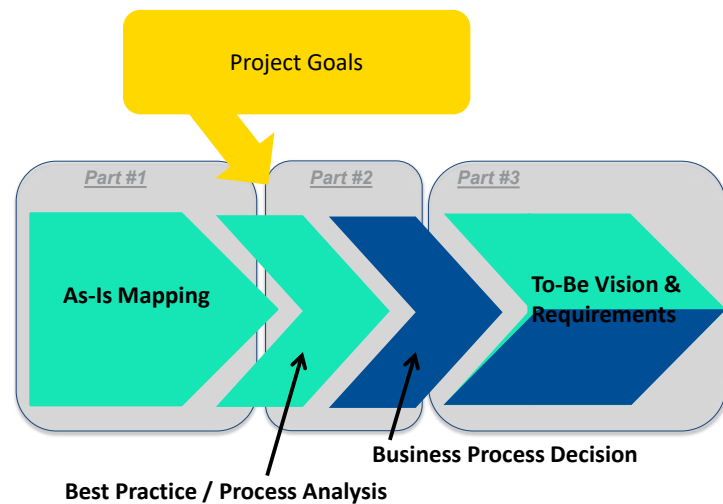 Project Goals
Part #1
Part #2
Part #3
As-Is Mapping
To-Be Vision &
Requirements
Business Process Decision
Best Practice / Process Analysis